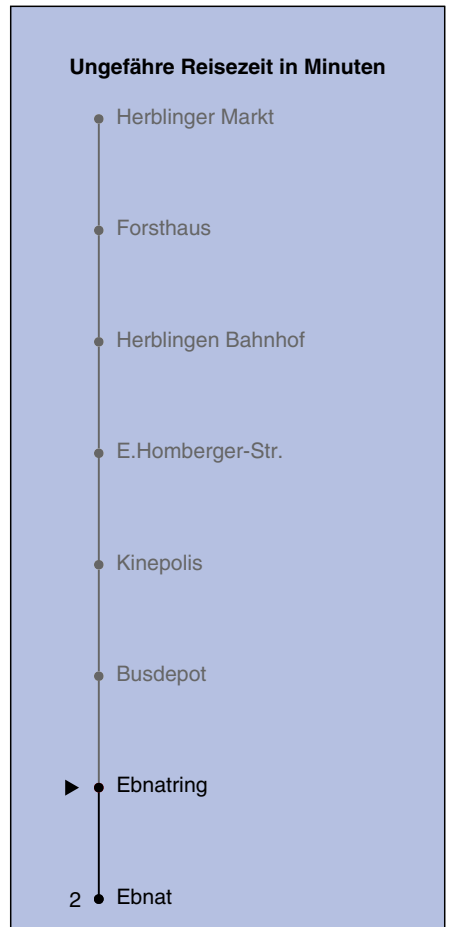 Ungefähre Reisezeit in Minuten
Herblinger Markt
Forsthaus
Herblingen Bahnhof
E.Homberger-Str.
Kinepolis
Busdepot
Ebnatring
2 Ebnat